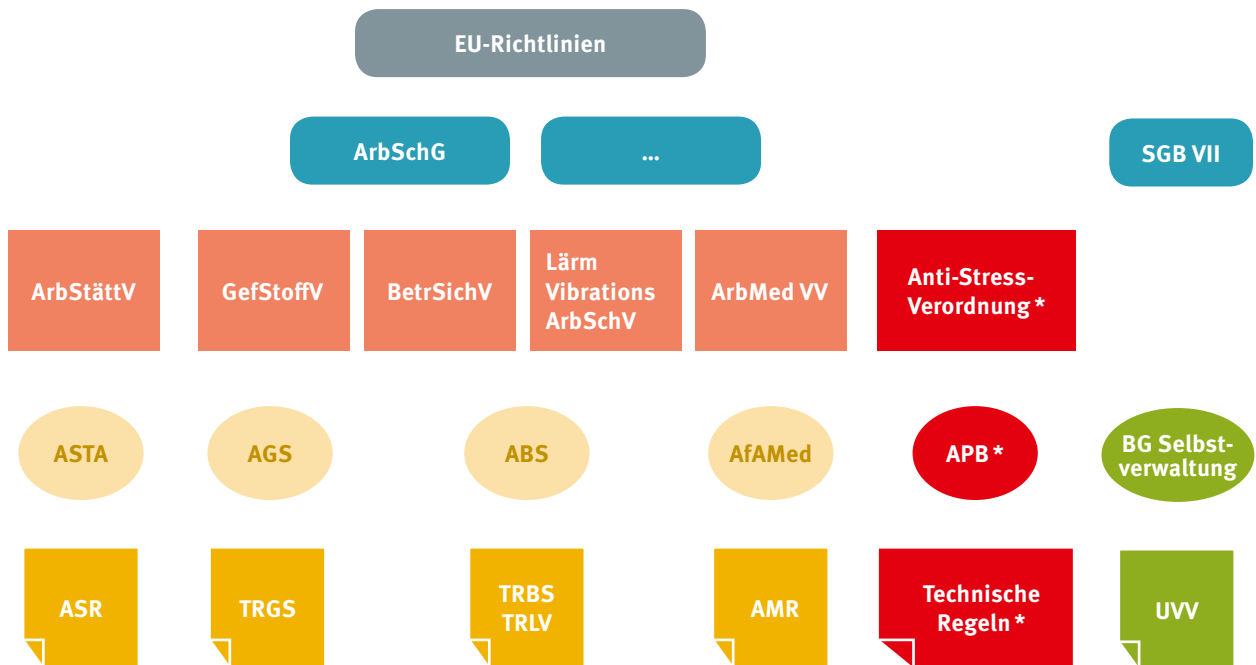 EU-Richtlinien
ArbSchG
...
SGB VII
ArbStättV
GefStoffV
BetrSichV
Lärm
Vibrations
ArbSchV
ArbMed VV
Anti-Stress-
Verordnung *
ASTA
AGS
ABS
AfAMed
APB *
BG Selbst-
verwaltung
ASR
TRGS
TRBS
TRLV
AMR
Technische
Regeln *
UVV